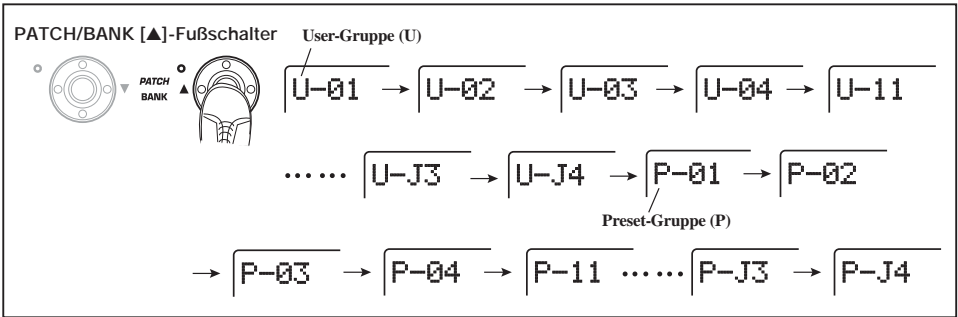 PATCH/BANK [▲]-Fußschalter
User-Gruppe (U)
▼ PATCH BANK ▲
U-01 → U-02 → U-03 → U-04 → U-11
…… U-J3 → U-J4 → P-01 → P-02
Preset-Gruppe (P)
→ P-03 → P-04 → P-11 …… P-J3 → P-J4